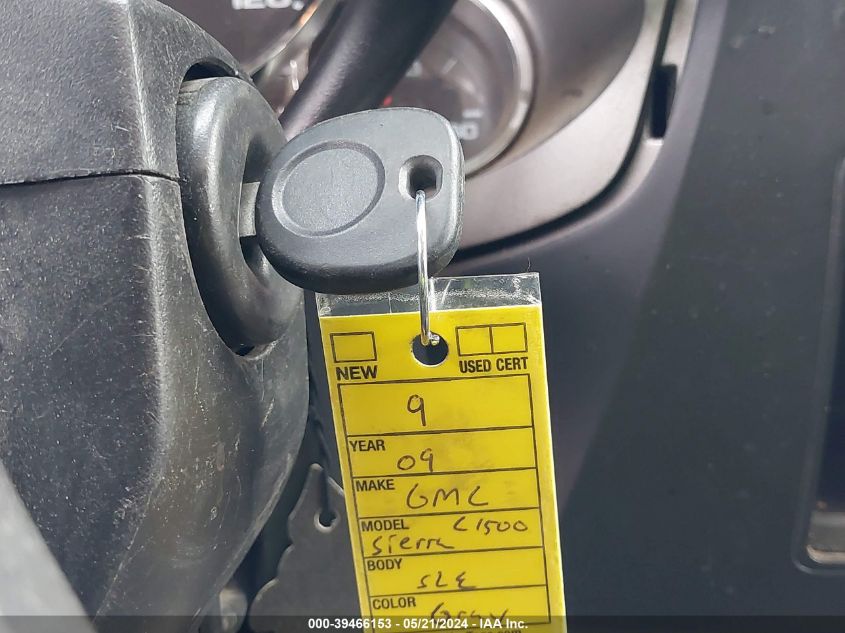 120
NEW USED CERT
9
YEAR 09
MAKE GMC
MODEL C1500
Sierra
BODY SLE
COLOR
000-39466153 - 05/21/2024 - IAA Inc.